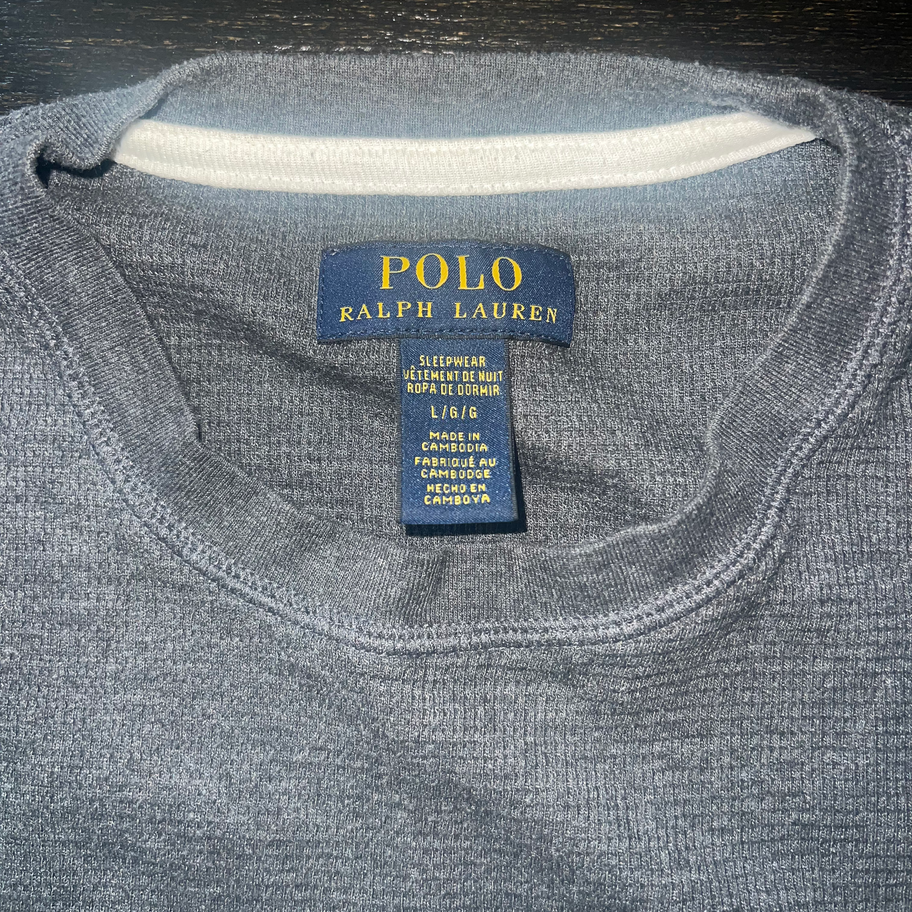 POLO
RALPH LAUREN
SLEEPWEAR
VÊTEMENT DE NUIT
ROPA DE DORMIR
L/G/G
MADE IN
CAMBODIA
FABRIQUÉ AU
CAMBODGE
HECHO EN
CAMBOYA